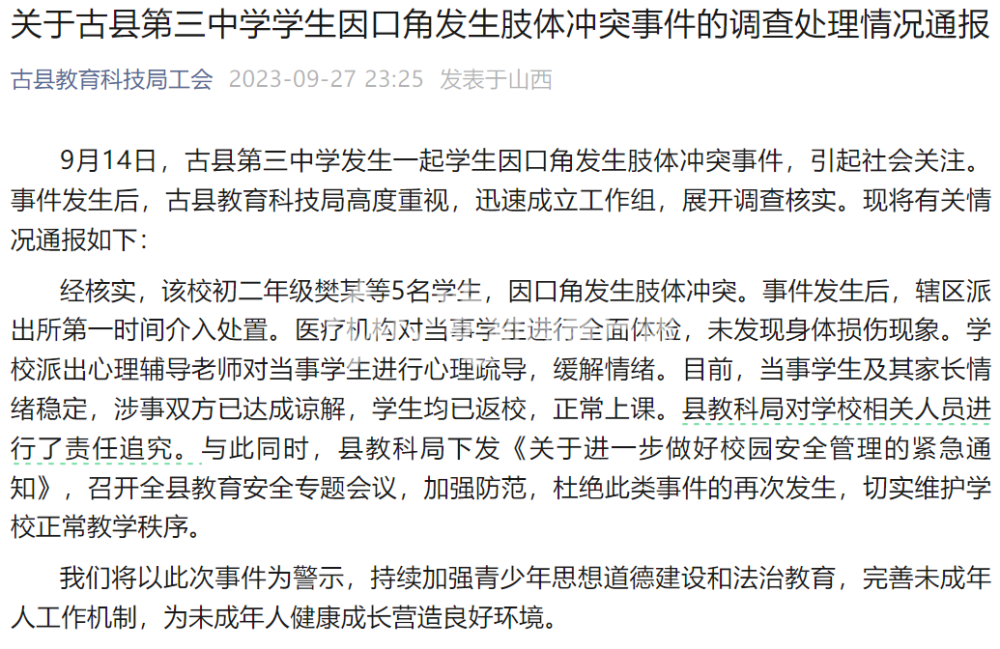 关于古县第三中学学生因口角发生肢体冲突事件的调查处理情况通报
古县教育科技局工会 2023-09-27 23:25 发表于山西
9月14日，古县第三中学发生一起学生因口角发生肢体冲突事件，引起社会关注。
事件发生后，古县教育科技局高度重视，迅速成立工作组，展开调查核实。现将有关情
况通报如下：
经核实，该校初二年级樊某等5名学生，因口角发生肢体冲突。事件发生后，辖区派
出所第一时间介入处置。医疗机构对当事学生进行全面体检，未发现身体损伤现象。学
校派出心理辅导老师对当事学生进行心理疏导，缓解情绪。目前，当事学生及其家长情
绪稳定，涉事双方已达成谅解，学生均已返校，正常上课。县教科局对学校相关人员进
行了责任追究。与此同时，县教科局下发《关于进一步做好校园安全管理的紧急通
知》，召开全县教育安全专题会议，加强防范，杜绝此类事件的再次发生，切实维护学
校正常教学秩序。
我们将以此次事件为警示，持续加强青少年思想道德建设和法治教育，完善未成年
人工作机制，为未成年人健康成长营造良好环境。